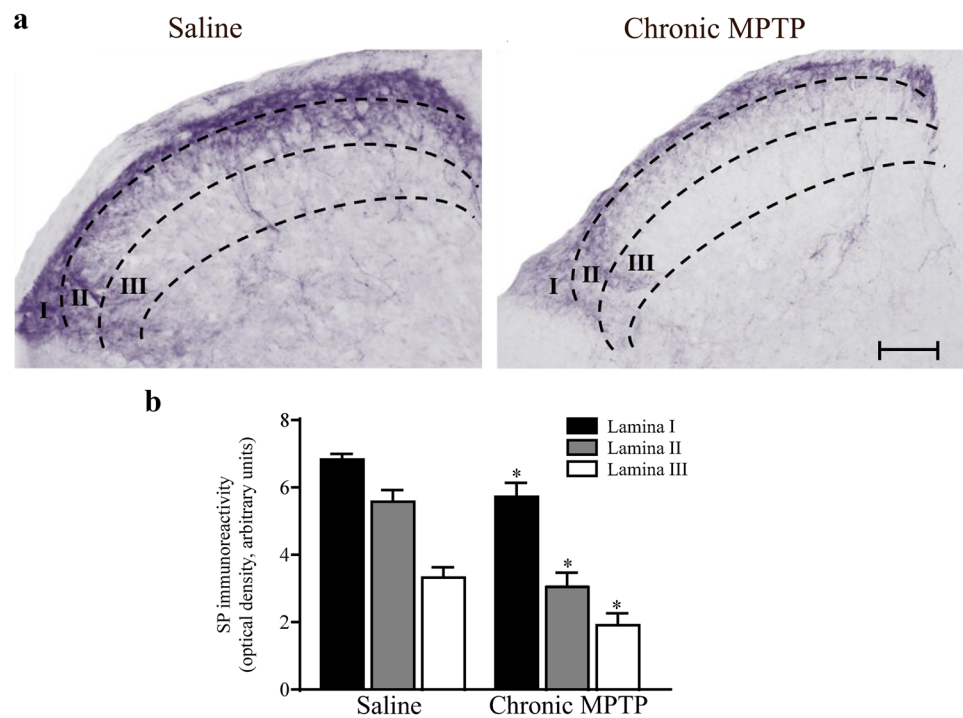 a
Saline
Chronic MPTP
I
II
III
I
II
III
b
SP immunoreactivity
(optical density, arbitrary units)
8
6
4
2
0
Lamina I
Lamina II
Lamina III
*
*
*
Saline
Chronic MPTP